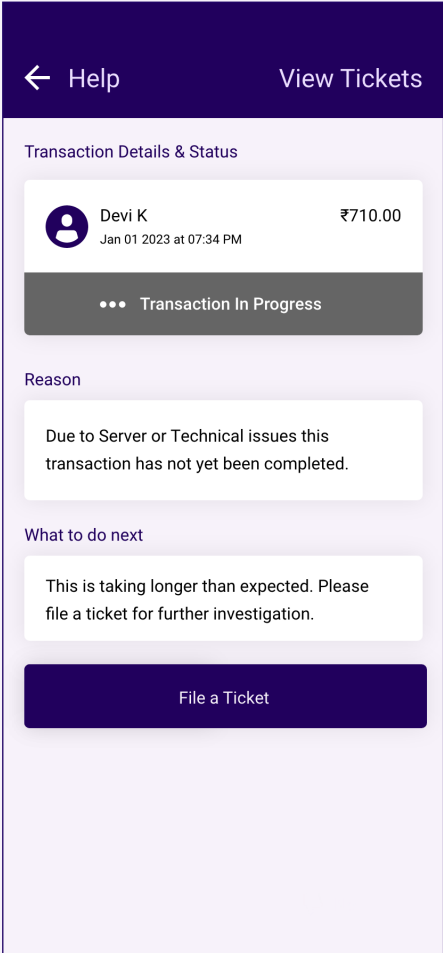 Help
View Tickets
Transaction Details & Status
Devi K
₹710.00
Jan 01 2023 at 07:34 PM
Transaction In Progress
Reason
Due to Server or Technical issues this
transaction has not yet been completed.
What to do next
This is taking longer than expected. Please
file a ticket for further investigation.
File a Ticket